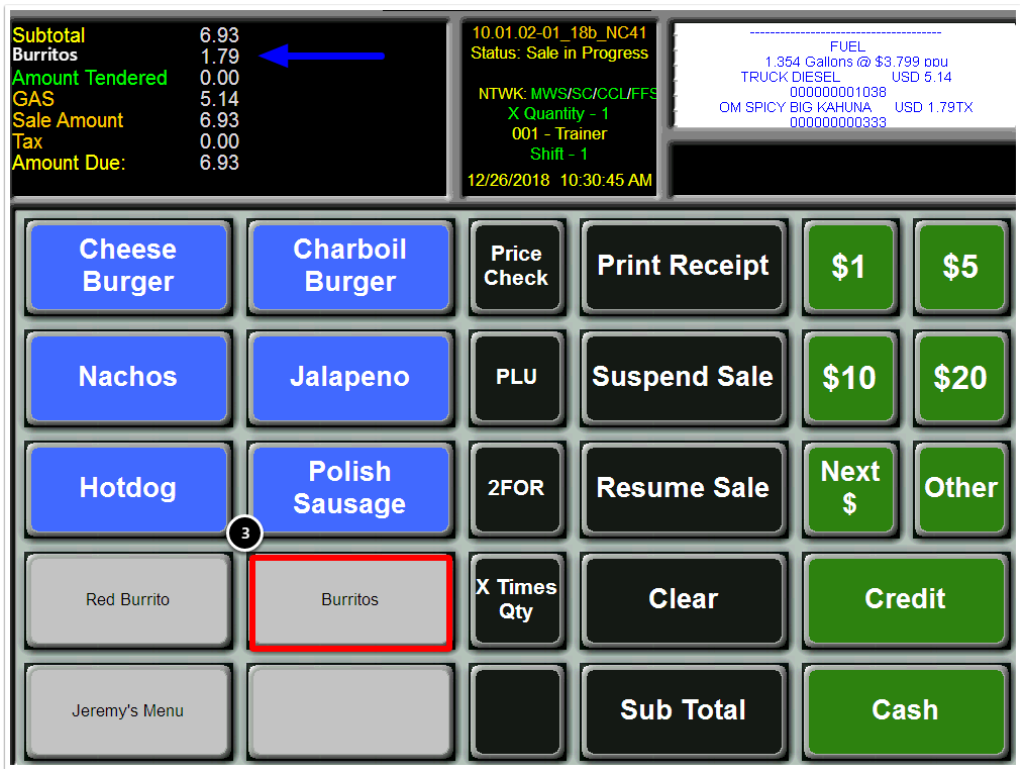 Subtotal 6.93
Burritos 1.79
Amount Tendered 0.00
GAS 5.14
Sale Amount 6.93
Tax 0.00
Amount Due: 6.93
10.01.02-01_18b_NC41
Status: Sale in Progress
NTWK: MWS/SC/CCL/FFS
X Quantity - 1
001 - Trainer
Shift - 1
12/26/2018 10:30:45 AM
--------------------------------------
FUEL
1.354 Gallons @ $3.799 ppu
TRUCK DIESEL USD 5.14
000000001038
OM SPICY BIG KAHUNA USD 1.79TX
000000000333
Cheese
Burger
Charboil
Burger
Price
Check
Print Receipt
$1
$5
Nachos
Jalapeno
PLU
Suspend Sale
$10
$20
Hotdog
Polish
Sausage
2FOR
Resume Sale
Next
$
Other
3
Red Burrito
Burritos
X Times
Qty
Clear
Credit
Jeremy's Menu
Sub Total
Cash